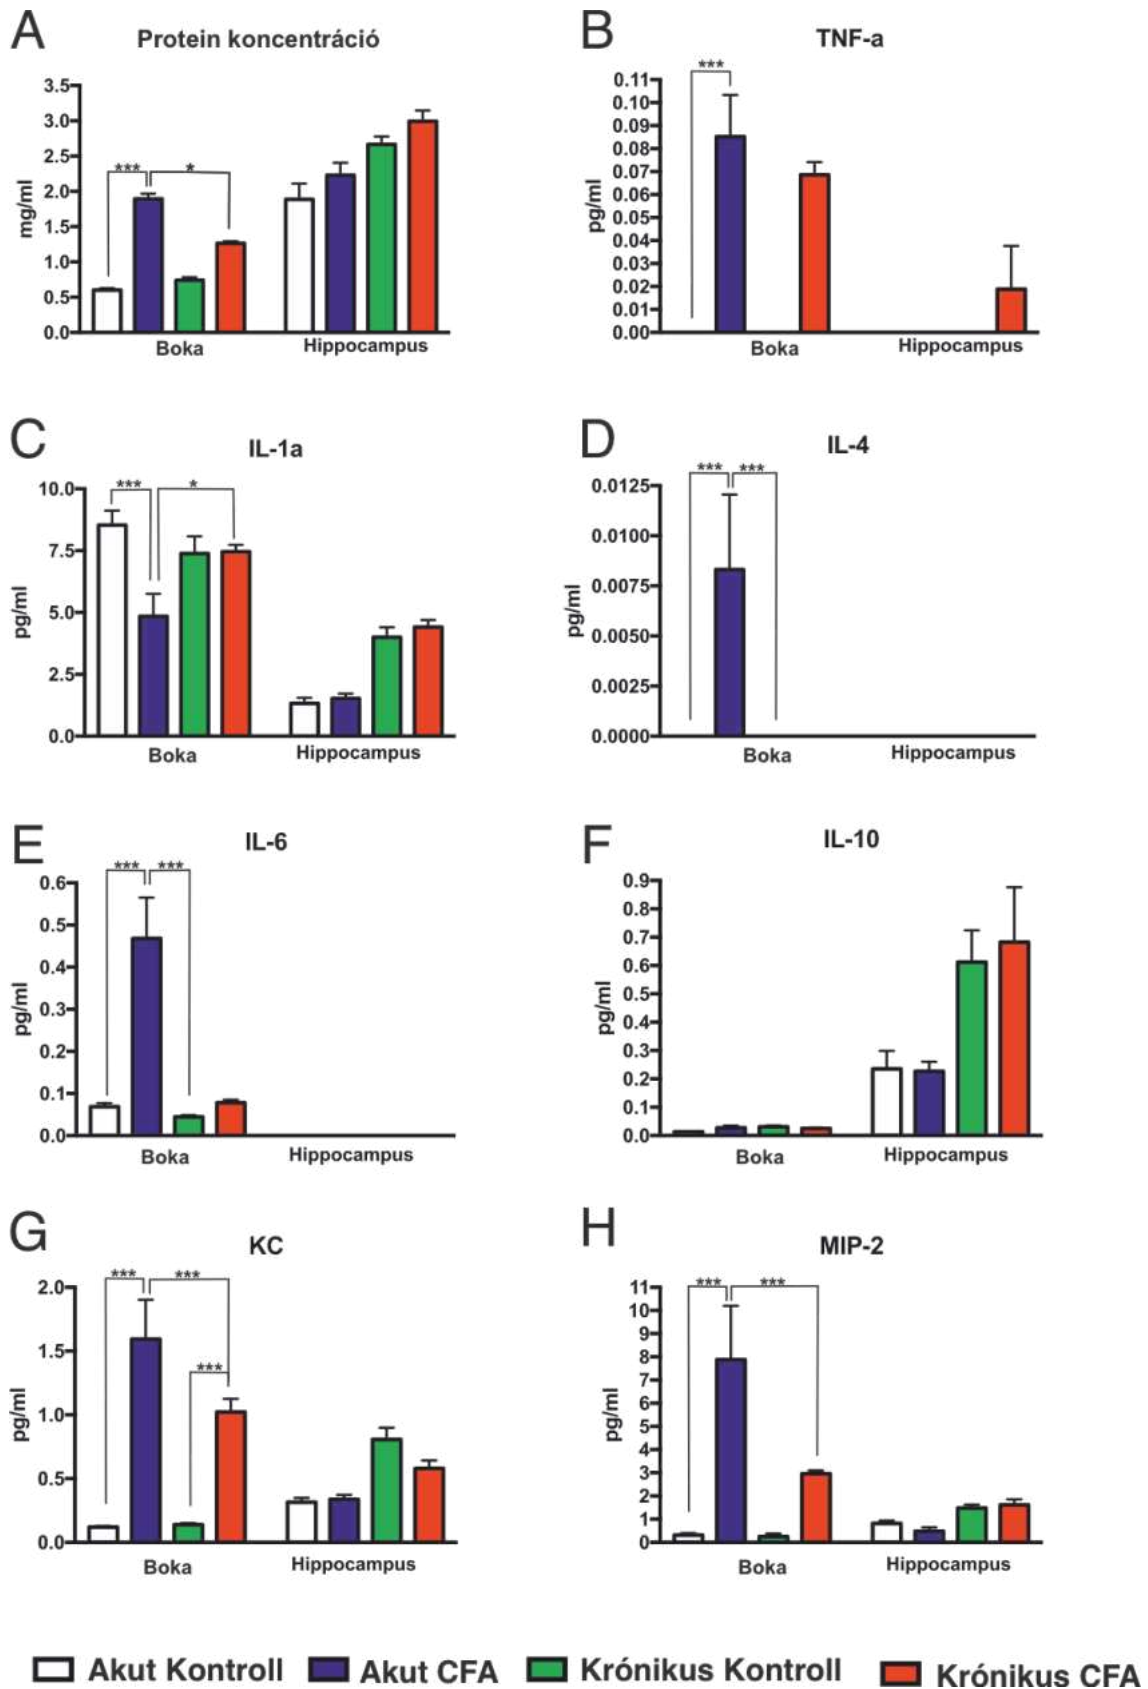 A
Protein koncentráció
3.5
3.0
2.5
2.0
1.5
1.0
0.5
0.0
mg/ml
*** *
Boka Hippocampus
B
TNF-a
0.11
0.10
0.09
0.08
0.07
0.06
0.05
0.04
0.03
0.02
0.01
0.00
pg/ml
***
Boka Hippocampus
C
IL-1a
10.0
7.5
5.0
2.5
0.0
pg/ml
*** *
Boka Hippocampus
D
IL-4
0.0125
0.0100
0.0075
0.0050
0.0025
0.0000
pg/ml
*** ***
Boka Hippocampus
E
IL-6
0.6
0.5
0.4
0.3
0.2
0.1
0.0
pg/ml
*** ***
Boka Hippocampus
F
IL-10
0.9
0.8
0.7
0.6
0.5
0.4
0.3
0.2
0.1
0.0
pg/ml
Boka Hippocampus
G
KC
2.0
1.5
1.0
0.5
0.0
pg/ml
*** ***
***
Boka Hippocampus
H
MIP-2
11
10
9
8
7
6
5
4
3
2
1
0
pg/ml
*** ***
Boka Hippocampus
Akut Kontroll Akut CFA Krónikus Kontroll Krónikus CFA